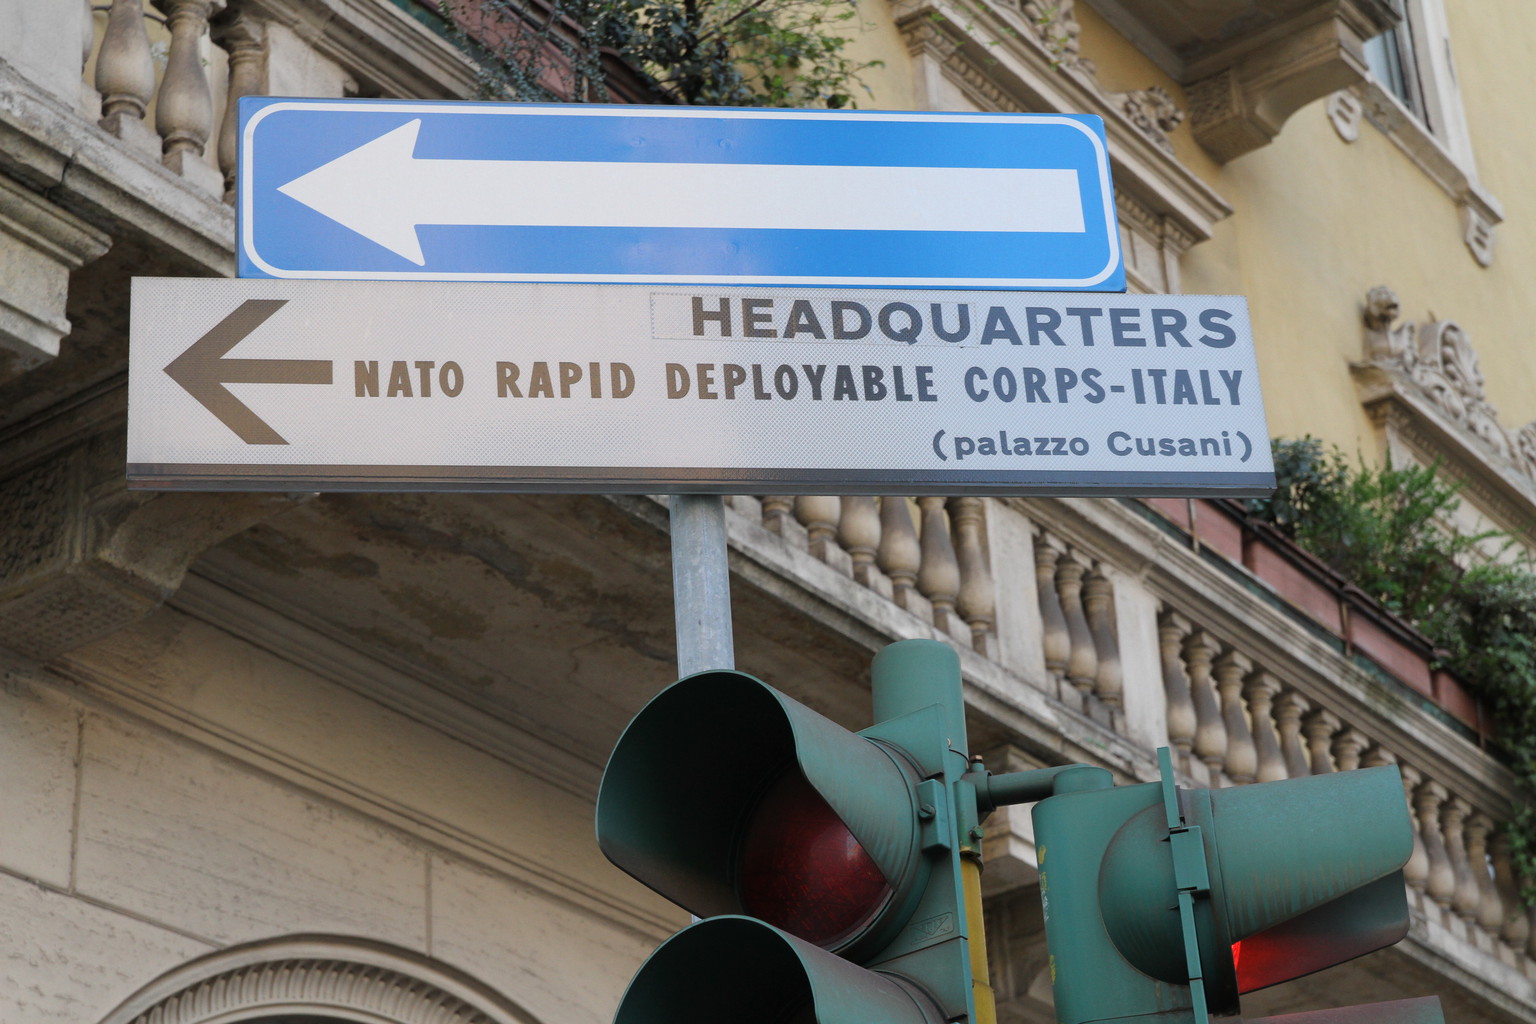 HEADQUARTERS
NATO RAPID DEPLOYABLE CORPS-ITALY
(palazzo Cusani)